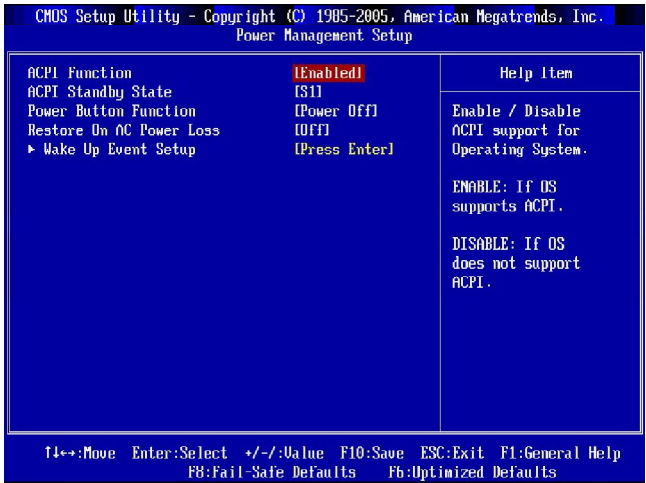 CMOS Setup Utility - Copyright (C) 1985-2005, American Megatrends, Inc.
Power Management Setup
ACPI Function [Enabled]
ACPI Standby State [S1]
Power Button Function [Power Off]
Restore On AC Power Loss [Off]
▶ Wake Up Event Setup [Press Enter]
Help Item
Enable / Disable
ACPI support for
Operating System.
ENABLE: If OS
supports ACPI.
DISABLE: If OS
does not support
ACPI.
↑↓←→:Move Enter:Select +/-/:Value F10:Save ESC:Exit F1:General Help
F8:Fail-Safe Defaults F6:Optimized Defaults